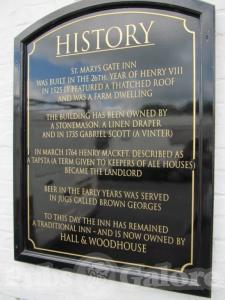 HISTORY
ST. MARYS GATE INN
WAS BUILT IN THE 26TH. YEAR OF HENRY VIII
IN 1525 IT FEATURED A THATCHED ROOF
AND WAS A FARM DWELLING
THE BUILDING HAS BEEN OWNED BY
A STONEMASON, A LINEN DRAPER
AND IN 1735 GABRIEL SCOTT (A VINTER)
IN MARCH 1764 HENRY MACKET, DESCRIBED AS
A TAPSTA (A TERM GIVEN TO KEEPERS OF ALE HOUSES)
BECAME THE LANDLORD
BEER IN THE EARLY YEARS WAS SERVED
IN JUGS CALLED BROWN GEORGES
TO THIS DAY THE INN HAS REMAINED
A TRADITIONAL INN - AND IS NOW OWNED BY
HALL & WOODHOUSE